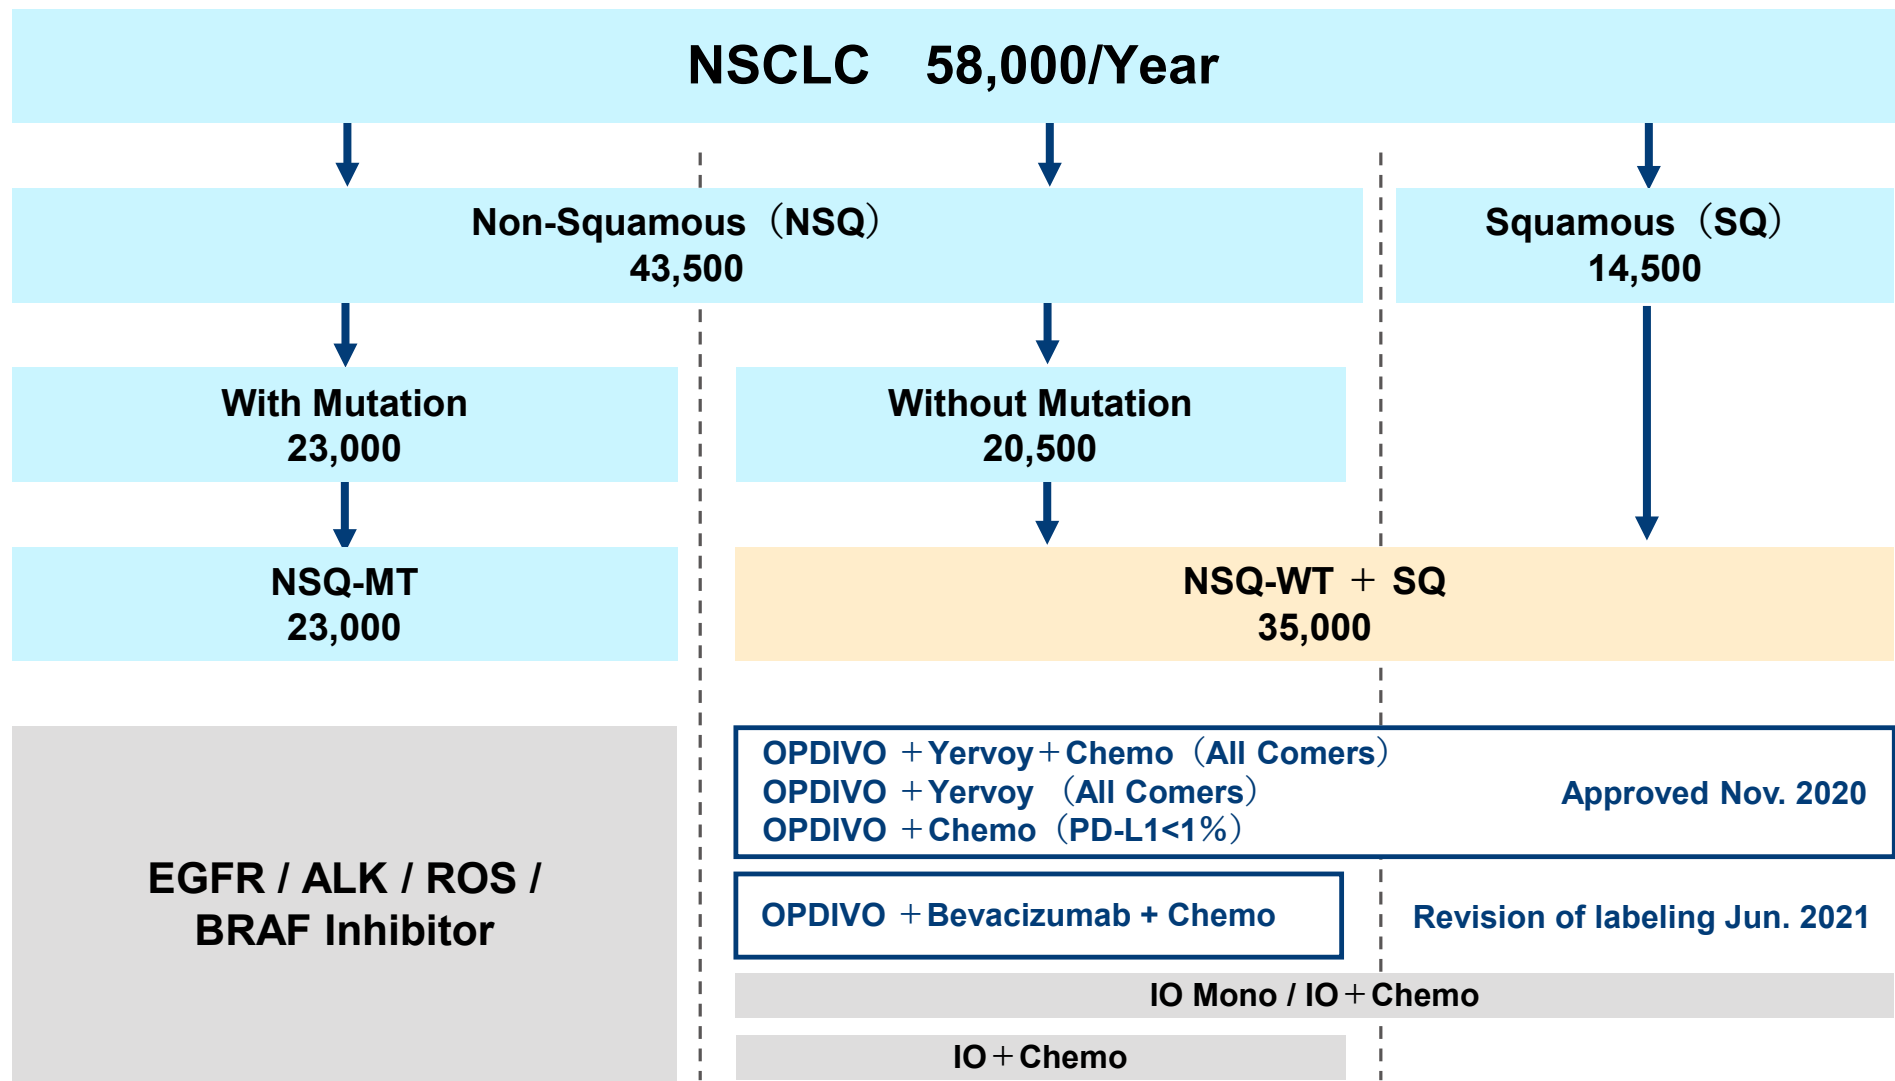 NSCLC　58,000/Year
Non-Squamous（NSQ）
43,500
Squamous（SQ）
14,500
With Mutation
23,000
Without Mutation
20,500
NSQ-MT
23,000
NSQ-WT ＋ SQ
35,000
EGFR / ALK / ROS /
BRAF Inhibitor
OPDIVO ＋Yervoy＋Chemo（All Comers）
OPDIVO ＋Yervoy （All Comers）
OPDIVO ＋Chemo（PD-L1<1％）
Approved Nov. 2020
OPDIVO ＋Bevacizumab + Chemo
Revision of labeling Jun. 2021
IO Mono / IO＋Chemo
IO＋Chemo